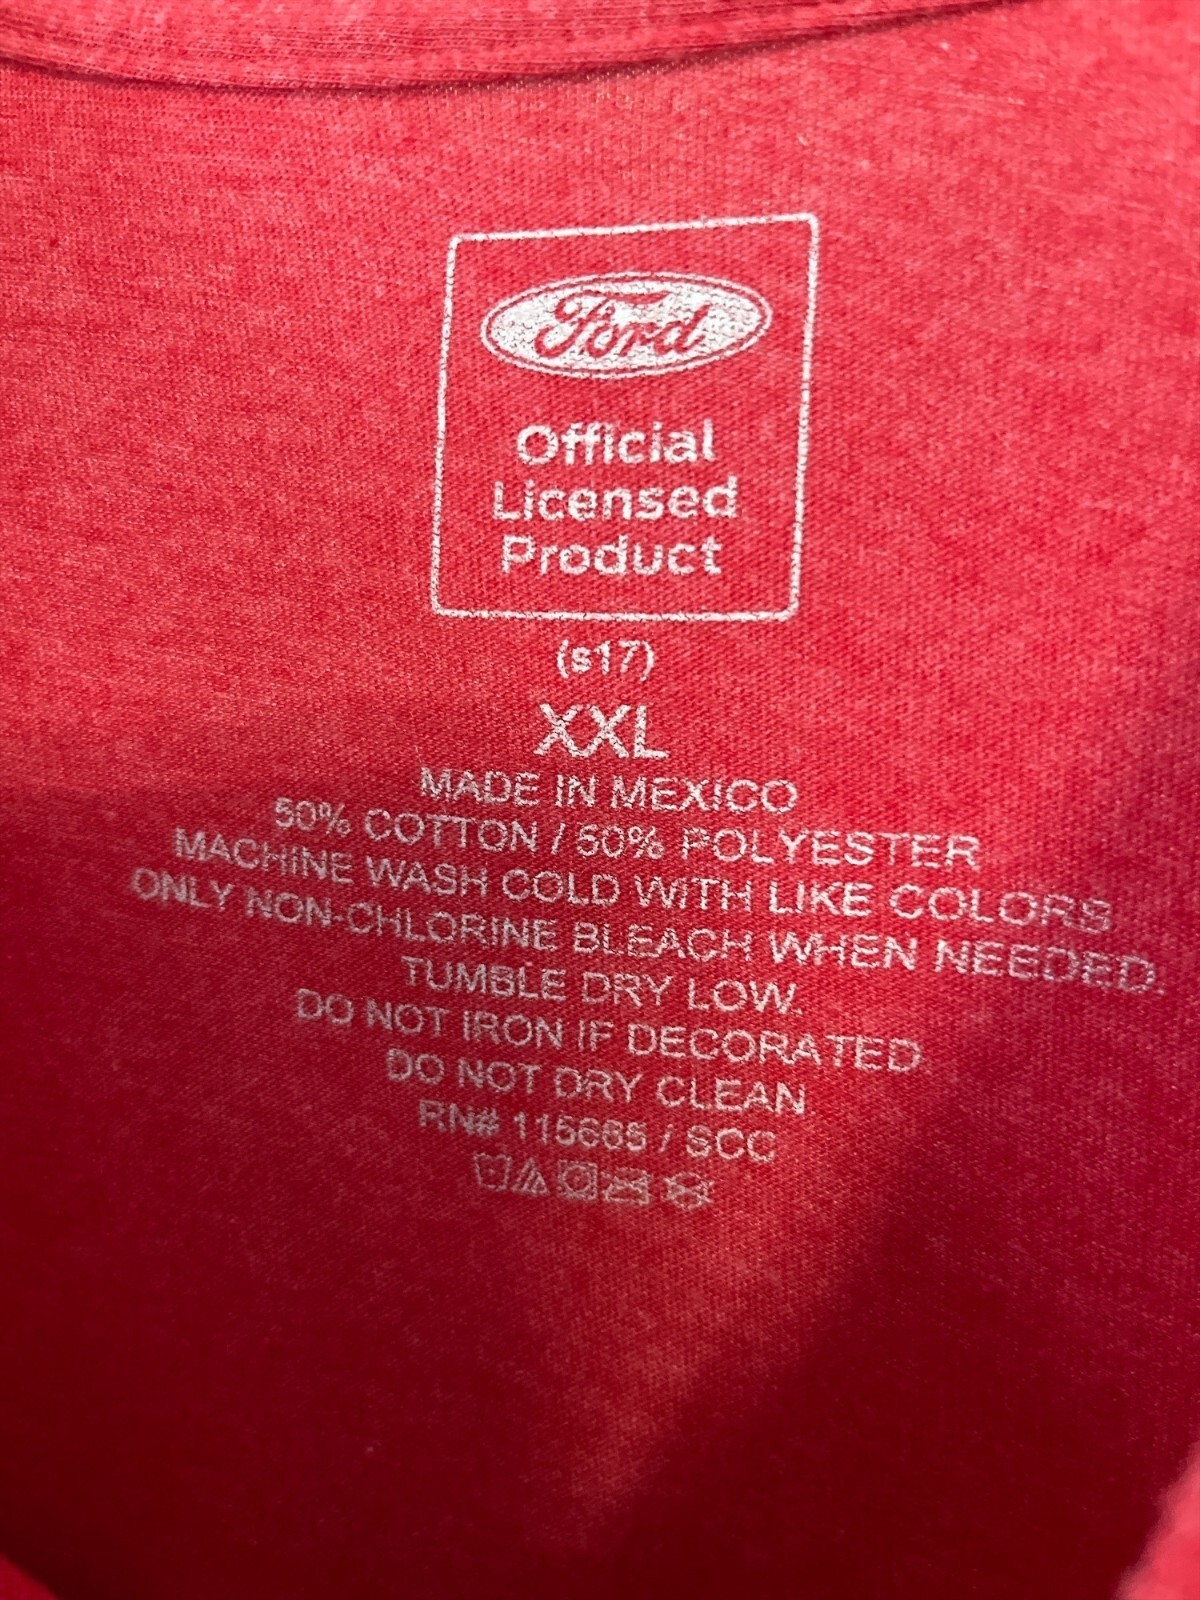 Ford
Official
Licensed
Product
(s17)
XXL
MADE IN MEXICO
50% COTTON / 50% POLYESTER
MACHINE WASH COLD WITH LIKE COLORS
ONLY NON-CHLORINE BLEACH WHEN NEEDED.
TUMBLE DRY LOW.
DO NOT IRON IF DECORATED
DO NOT DRY CLEAN
RN# 115665 / SCC